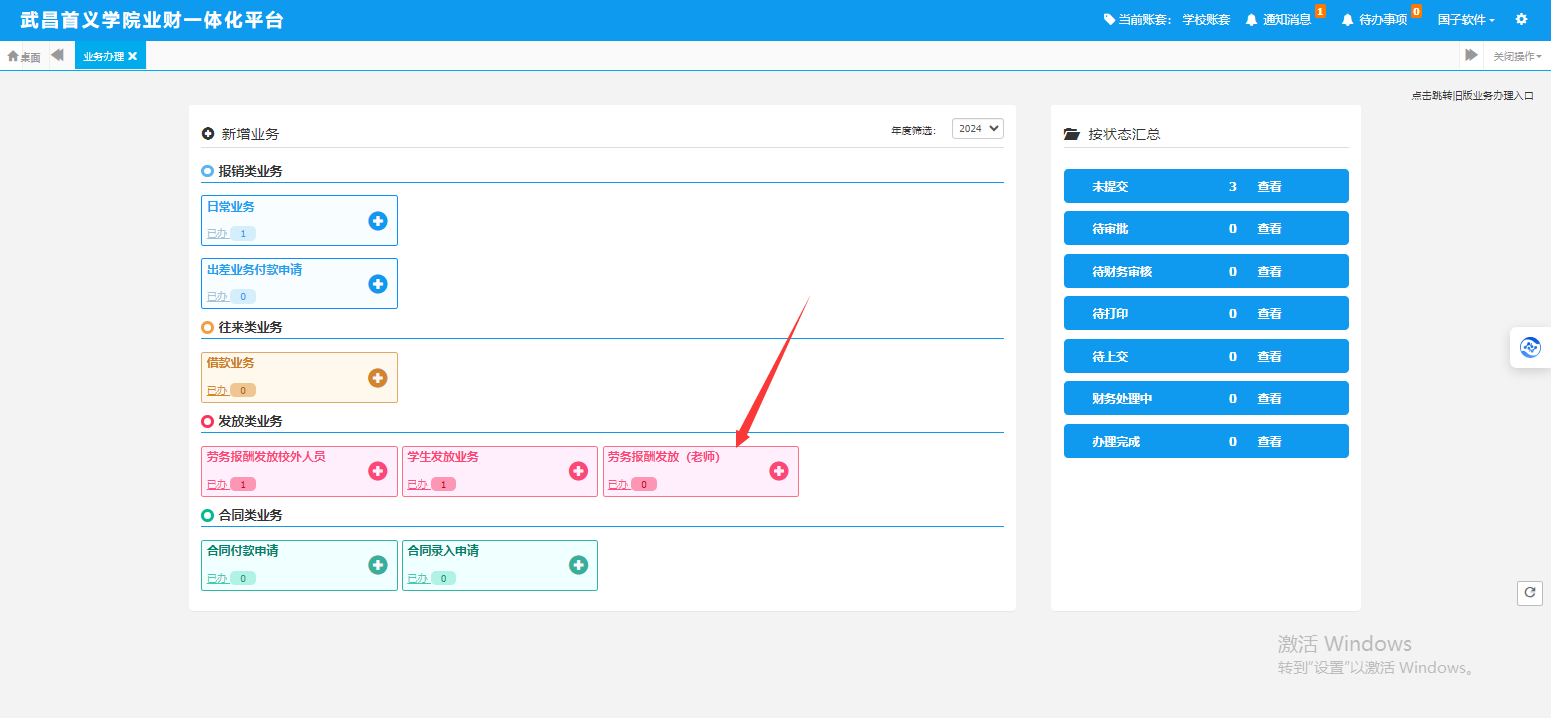 武昌首义学院业财一体化平台
当前账套: 学校账套 通知消息 1 待办事项 0 国子软件
桌面 业务办理 关闭操作
点击跳转旧版业务办理入口
新增业务 年度筛选: 2024
报销类业务
日常业务
已办 1
出差业务付款申请
已办 0
往来类业务
借款业务
已办 0
发放类业务
劳务报酬发放校外人员 学生发放业务 劳务报酬发放（老师）
已办 1 已办 1 已办 0
合同类业务
合同付款申请 合同录入申请
已办 0 已办 0
按状态汇总
未提交 3 查看
待审批 0 查看
待财务审核 0 查看
待打印 0 查看
待上交 0 查看
财务处理中 0 查看
办理完成 0 查看
激活 Windows
转到"设置"以激活 Windows。